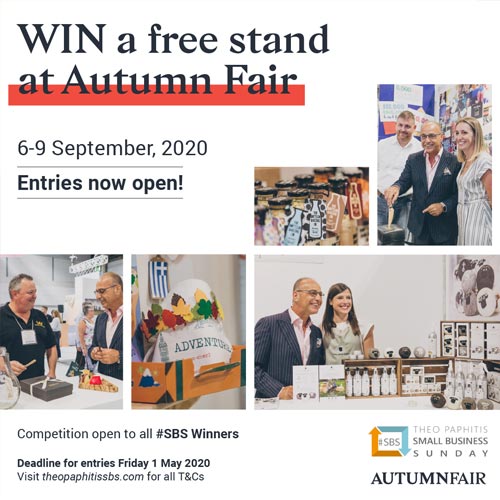 WIN a free stand
at Autumn Fair
6-9 September, 2020
Entries now open!
ADVENTURE
Competition open to all #SBS Winners
Deadline for entries Friday 1 May 2020
Visit theopaphitissbs.com for all T&Cs
#SBS
THEO PAPHITIS
SMALL BUSINESS
SUNDAY
AUTUMNFAIR